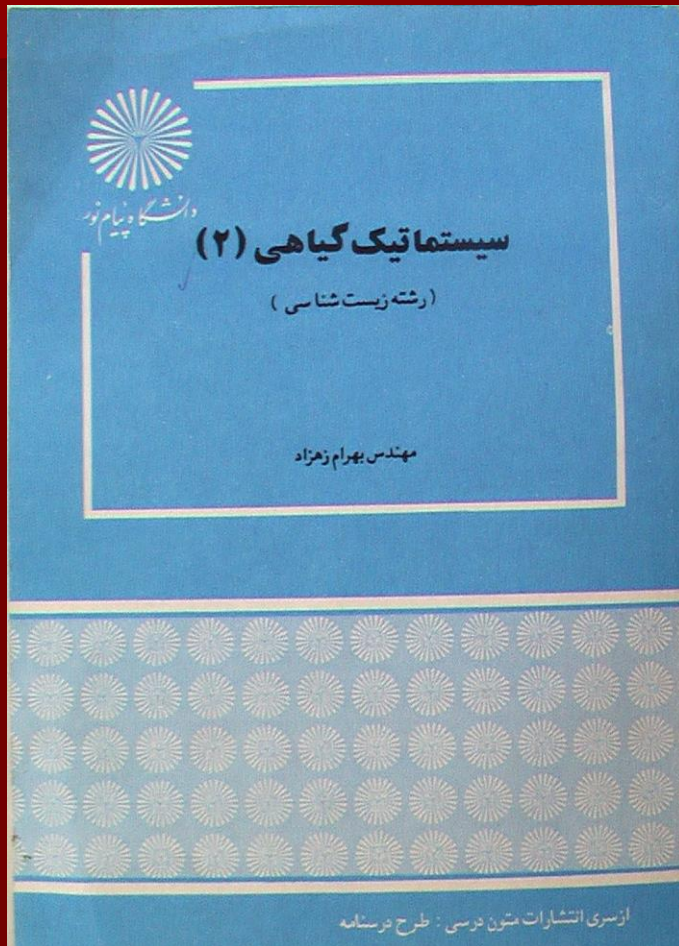 دانشگاه پیام نور
سیستماتیک گیاهی (۲)
(رشته زیست شناسی)
مهندس بهرام زهزاد
ازسری انتشارات متون درسی : طرح درسنامه